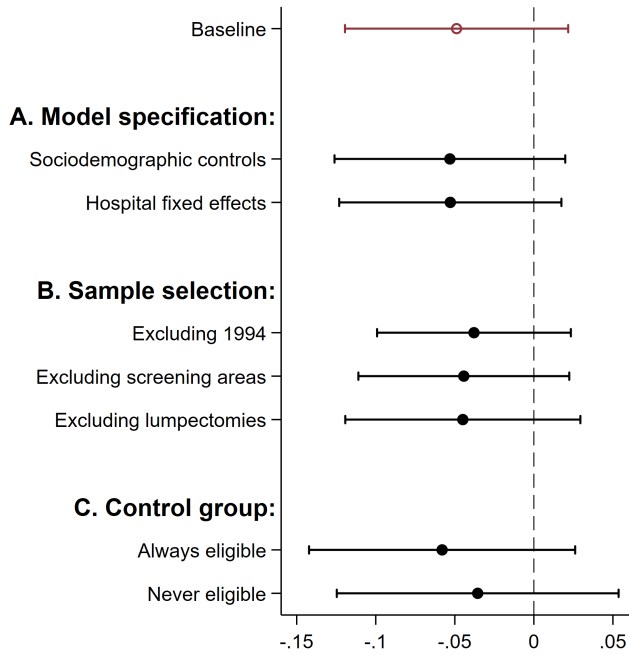 Baseline
A. Model specification:
Sociodemographic controls
Hospital fixed effects
B. Sample selection:
Excluding 1994
Excluding screening areas
Excluding lumpectomies
C. Control group:
Always eligible
Never eligible
-.15 -.1 -.05 0 .05